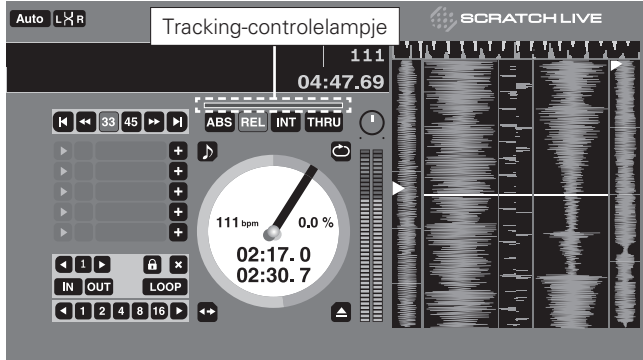 Auto L R
SCRATCH LIVE
Tracking-controlelampje
111
04:47.69
33 45
ABS REL INT THRU
111 bpm 0.0 %
02:17.0
02:30.7
1
IN OUT LOOP
1 2 4 8 16